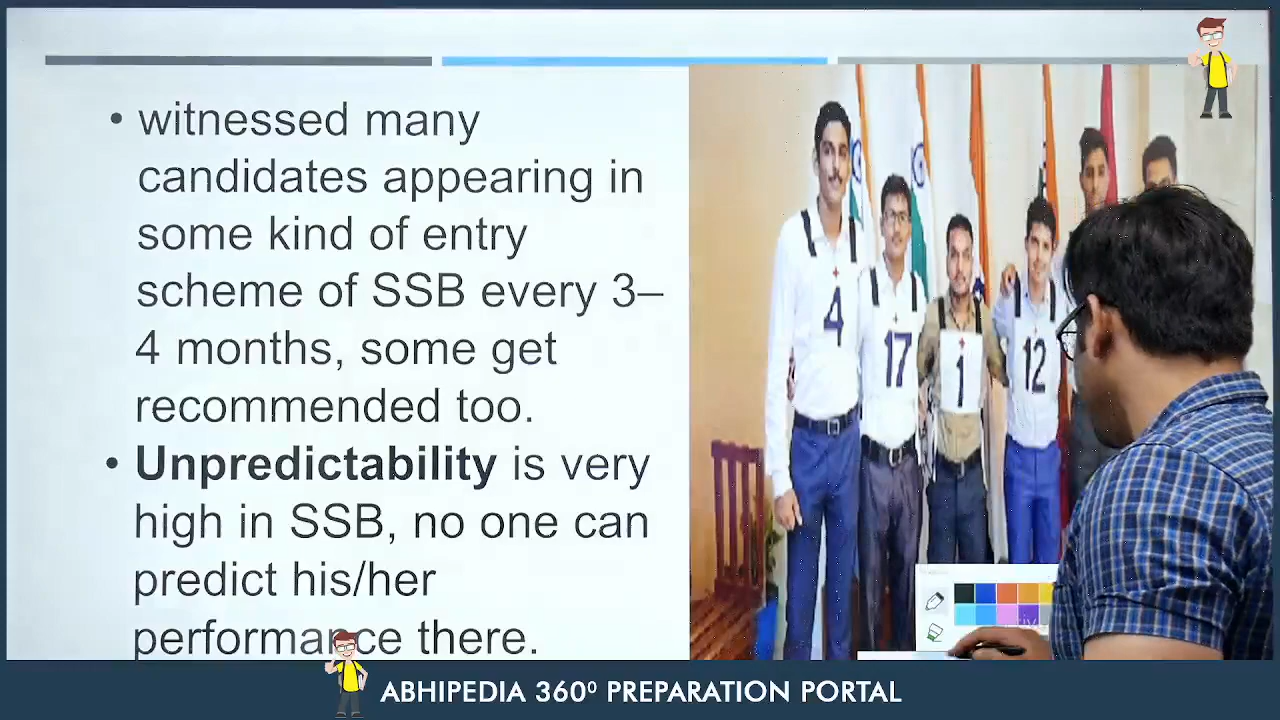 • witnessed many
candidates appearing in
some kind of entry
scheme of SSB every 3–
4 months, some get
recommended too.
• Unpredictability is very
high in SSB, no one can
predict his/her
performance there.
4
17
1
12
ABHIPEDIA 360⁰ PREPARATION PORTAL